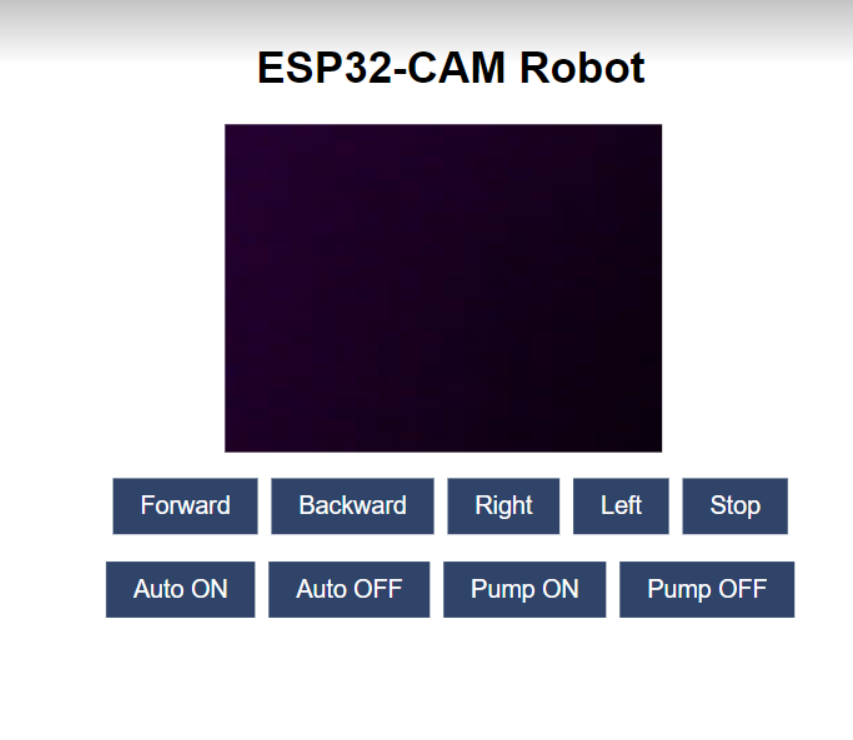 ESP32-CAM Robot
Forward Backward Right Left Stop
Auto ON Auto OFF Pump ON Pump OFF